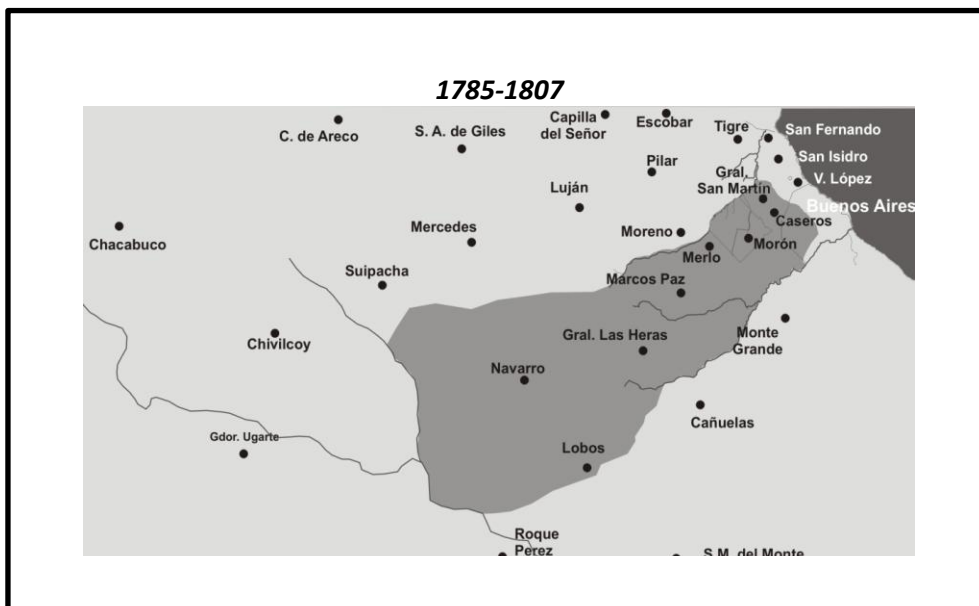 1785-1807
C. de Areco
S. A. de Giles
Capilla
del Señor
Escobar
Tigre
San Fernando
San Isidro
V. López
Pilar
Gral.
San Martín
Luján
Buenos Aires
Caseros
Chacabuco
Mercedes
Moreno
Morón
Merlo
Suipacha
Marcos Paz
Chivilcoy
Gral. Las Heras
Monte
Grande
Navarro
Cañuelas
Gdor. Ugarte
Lobos
Roque
Perez
S.M. del Monte